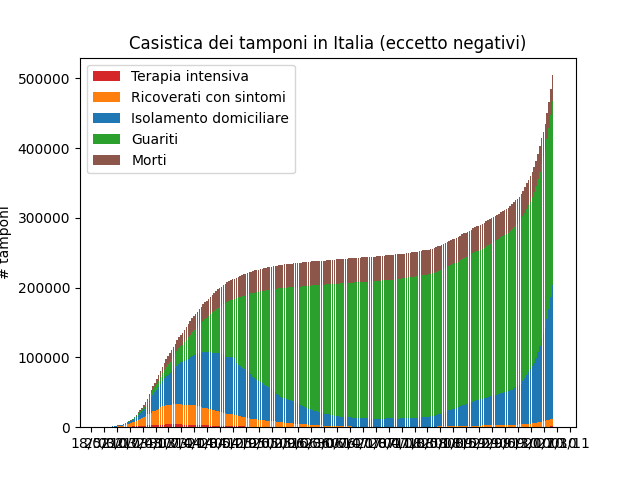 Casistica dei tamponi in Italia (eccetto negativi)
Terapia intensiva
Ricoverati con sintomi
Isolamento domiciliare
Guariti
Morti
500000
400000
300000
200000
100000
0
# tamponi